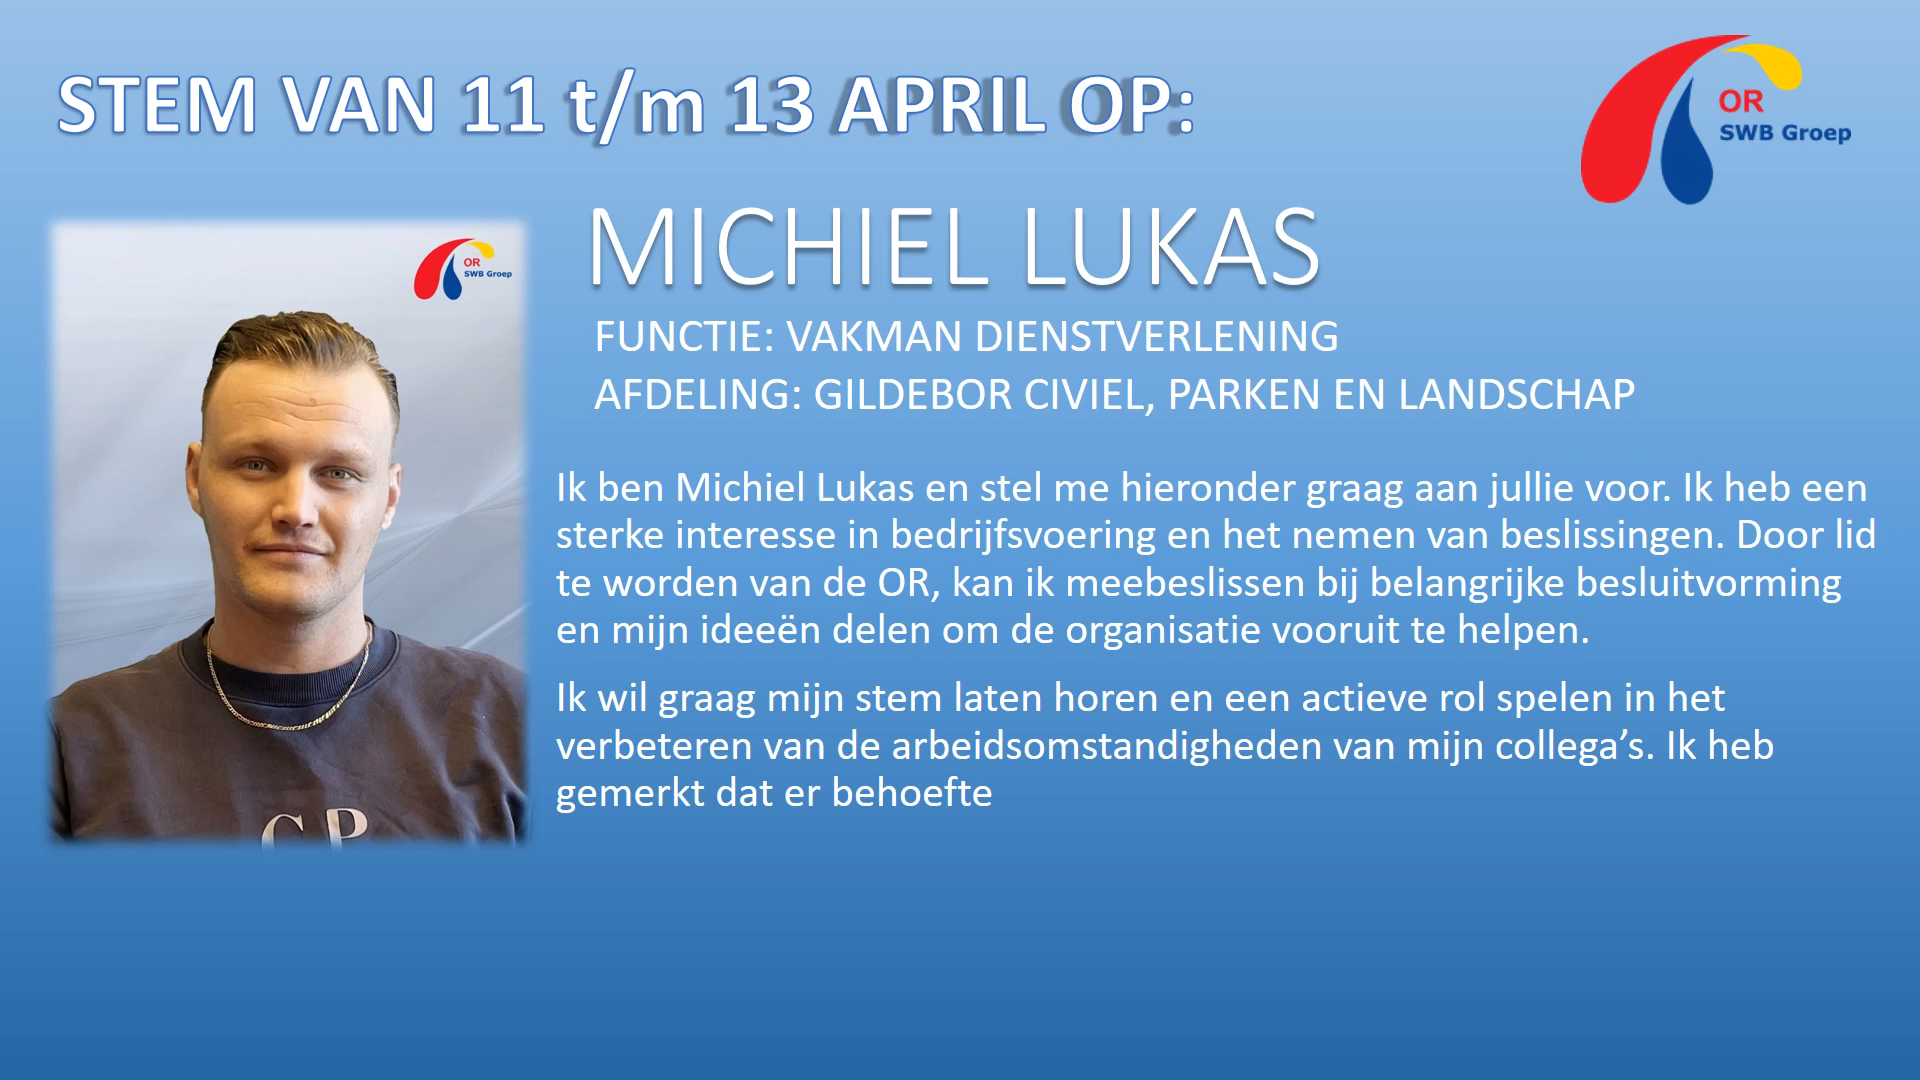 STEM VAN 11 t/m 13 APRIL OP:
OR
SWB Groep
MICHIEL LUKAS
OR
SWB Groep
FUNCTIE: VAKMAN DIENSTVERLENING
AFDELING: GILDEBOR CIVIEL, PARKEN EN LANDSCHAP
Ik ben Michiel Lukas en stel me hieronder graag aan jullie voor. Ik heb een
sterke interesse in bedrijfsvoering en het nemen van beslissingen. Door lid
te worden van de OR, kan ik meebeslissen bij belangrijke besluitvorming
en mijn ideeën delen om de organisatie vooruit te helpen.
Ik wil graag mijn stem laten horen en een actieve rol spelen in het
verbeteren van de arbeidsomstandigheden van mijn collega’s. Ik heb
gemerkt dat er behoefte
C.P.